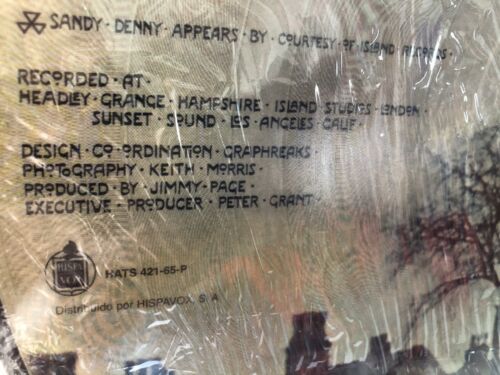 SANDY · DENNY · APPEARS · BY · COURTESY · OF · ISLAND · RECORDS ·
RECORDED · AT ·
HEADLEY · GRANGE · HAMPSHIRE · ISLAND · STUDIOS · LONDON ·
SUNSET · SOUND · LOS · ANGELES · CALIF ·
DESIGN · CO-ORDINATION · GRAPHREAKS ·
PHOTOGRAPHY · KEITH · MORRIS ·
PRODUCED · BY · JIMMY · PAGE ·
EXECUTIVE · PRODUCER · PETER · GRANT ·
HISPA
VOX
HATS 421-65-P
Distribuido por HISPAVOX, S. A.